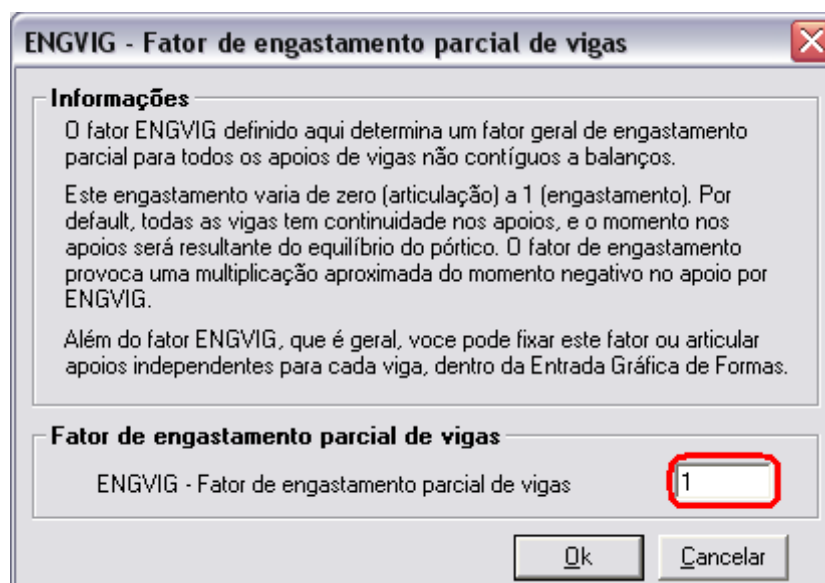 ENGVIG - Fator de engastamento parcial de vigas
Informações
O fator ENGVIG definido aqui determina um fator geral de engastamento
parcial para todos os apoios de vigas não contíguos a balanços.
Este engastamento varia de zero (articulação) a 1 (engastamento). Por
default, todas as vigas tem continuidade nos apoios, e o momento nos
apoios será resultante do equilíbrio do pórtico. O fator de engastamento
provoca uma multiplicação aproximada do momento negativo no apoio por
ENGVIG.
Além do fator ENGVIG, que é geral, voce pode fixar este fator ou articular
apoios independentes para cada viga, dentro da Entrada Gráfica de Formas.
Fator de engastamento parcial de vigas
ENGVIG - Fator de engastamento parcial de vigas 1
Ok Cancelar